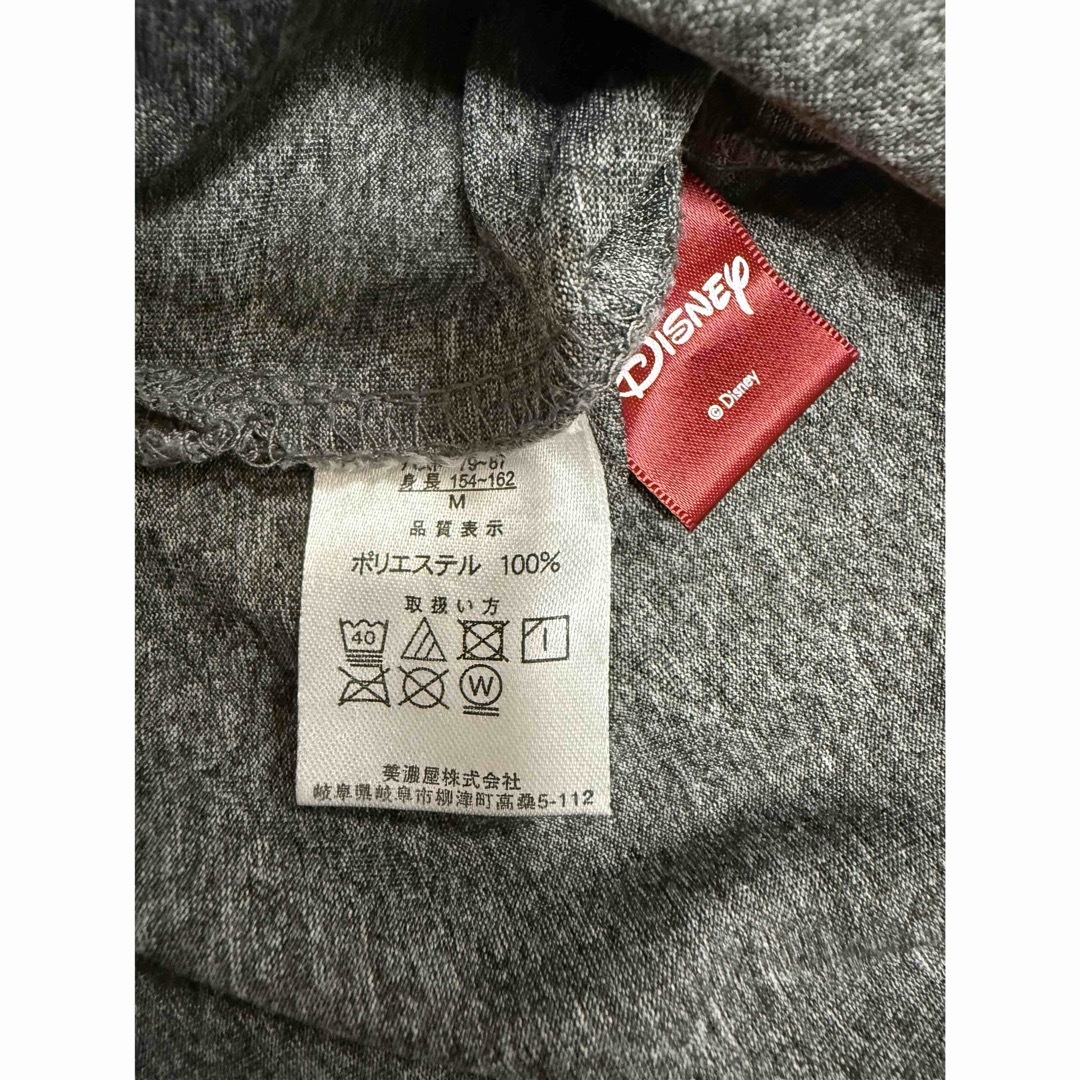 DISNEY
© Disney
79~87
身長 154~162
M
品質表示
ポリエステル 100%
取扱い方
40
W
美濃屋株式会社
岐阜県岐阜市柳津町高桑5-112